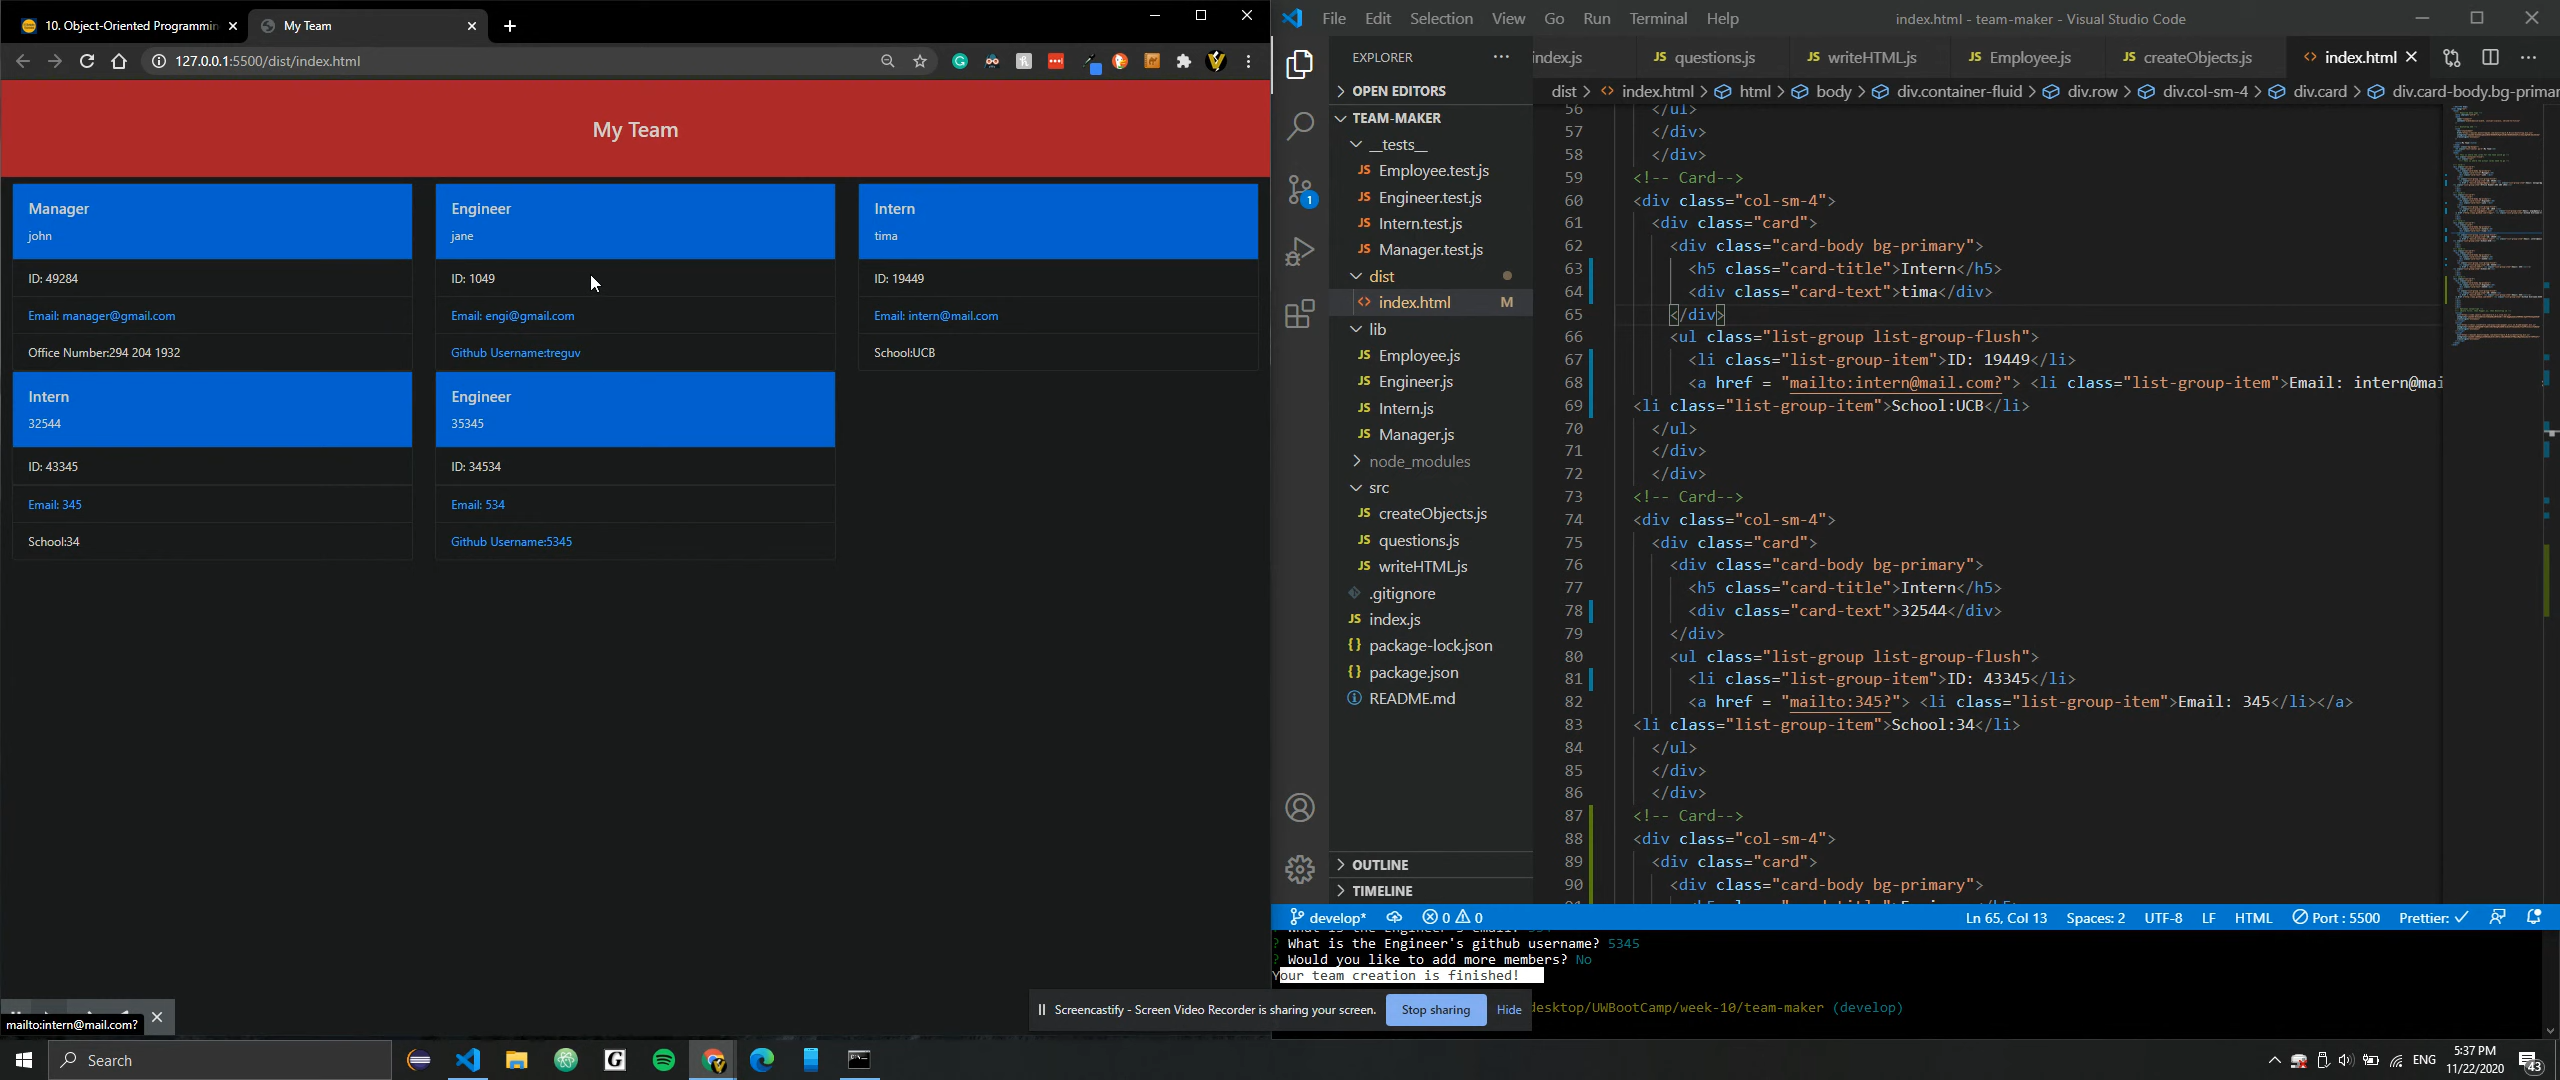 10. Object-Oriented Programmin
My Team
127.0.0.1:5500/dist/index.html
My Team
Manager
john
ID: 49284
Email: manager@gmail.com
Office Number:294 204 1932
Engineer
jane
ID: 1049
Email: engi@gmail.com
Github Username:treguv
Intern
tima
ID: 19449
Email: intern@mail.com
School:UCB
Intern
32544
ID: 43345
Email: 345
School:34
Engineer
35345
ID: 34534
Email: 534
Github Username:5345
mailto:intern@mail.com?
File Edit Selection View Go Run Terminal Help
index.html - team-maker - Visual Studio Code
EXPLORER
OPEN EDITORS
TEAM-MAKER
__tests__
Employee.test.js
Engineer.test.js
Intern.test.js
Manager.test.js
dist
index.html M
lib
Employee.js
Engineer.js
Intern.js
Manager.js
node_modules
src
createObjects.js
questions.js
writeHTML.js
.gitignore
index.js
package-lock.json
package.json
README.md
OUTLINE
TIMELINE
1
index.js questions.js writeHTML.js Employee.js createObjects.js index.html
dist > index.html > html > body > div.container-fluid > div.row > div.col-sm-4 > div.card > div.card-body.bg-primar
56 </ul>
57 </div>
58 </div>
59 <!-- Card-->
60 <div class="col-sm-4">
61 <div class="card">
62 <div class="card-body bg-primary">
63 <h5 class="card-title">Intern</h5>
64 <div class="card-text">tima</div>
65 </div>
66 <ul class="list-group list-group-flush">
67 <li class="list-group-item">ID: 19449</li>
68 <a href = "mailto:intern@mail.com?"> <li class="list-group-item">Email: intern@mai
69 <li class="list-group-item">School:UCB</li>
70 </ul>
71 </div>
72 </div>
73 <!-- Card-->
74 <div class="col-sm-4">
75 <div class="card">
76 <div class="card-body bg-primary">
77 <h5 class="card-title">Intern</h5>
78 <div class="card-text">32544</div>
79 </div>
80 <ul class="list-group list-group-flush">
81 <li class="list-group-item">ID: 43345</li>
82 <a href = "mailto:345?"> <li class="list-group-item">Email: 345</li></a>
83 <li class="list-group-item">School:34</li>
84 </ul>
85 </div>
86 </div>
87 <!-- Card-->
88 <div class="col-sm-4">
89 <div class="card">
90 <div class="card-body bg-primary">
develop* 0 0 Ln 65, Col 13 Spaces: 2 UTF-8 LF HTML Port : 5500 Prettier: ✓
? What is the Engineer's github username? 5345
? Would you like to add more members? No
Your team creation is finished!
desktop/UWBootCamp/week-10/team-maker (develop)
Screencastify - Screen Video Recorder is sharing your screen. Stop sharing Hide
Search
ENG
5:37 PM
11/22/2020
43